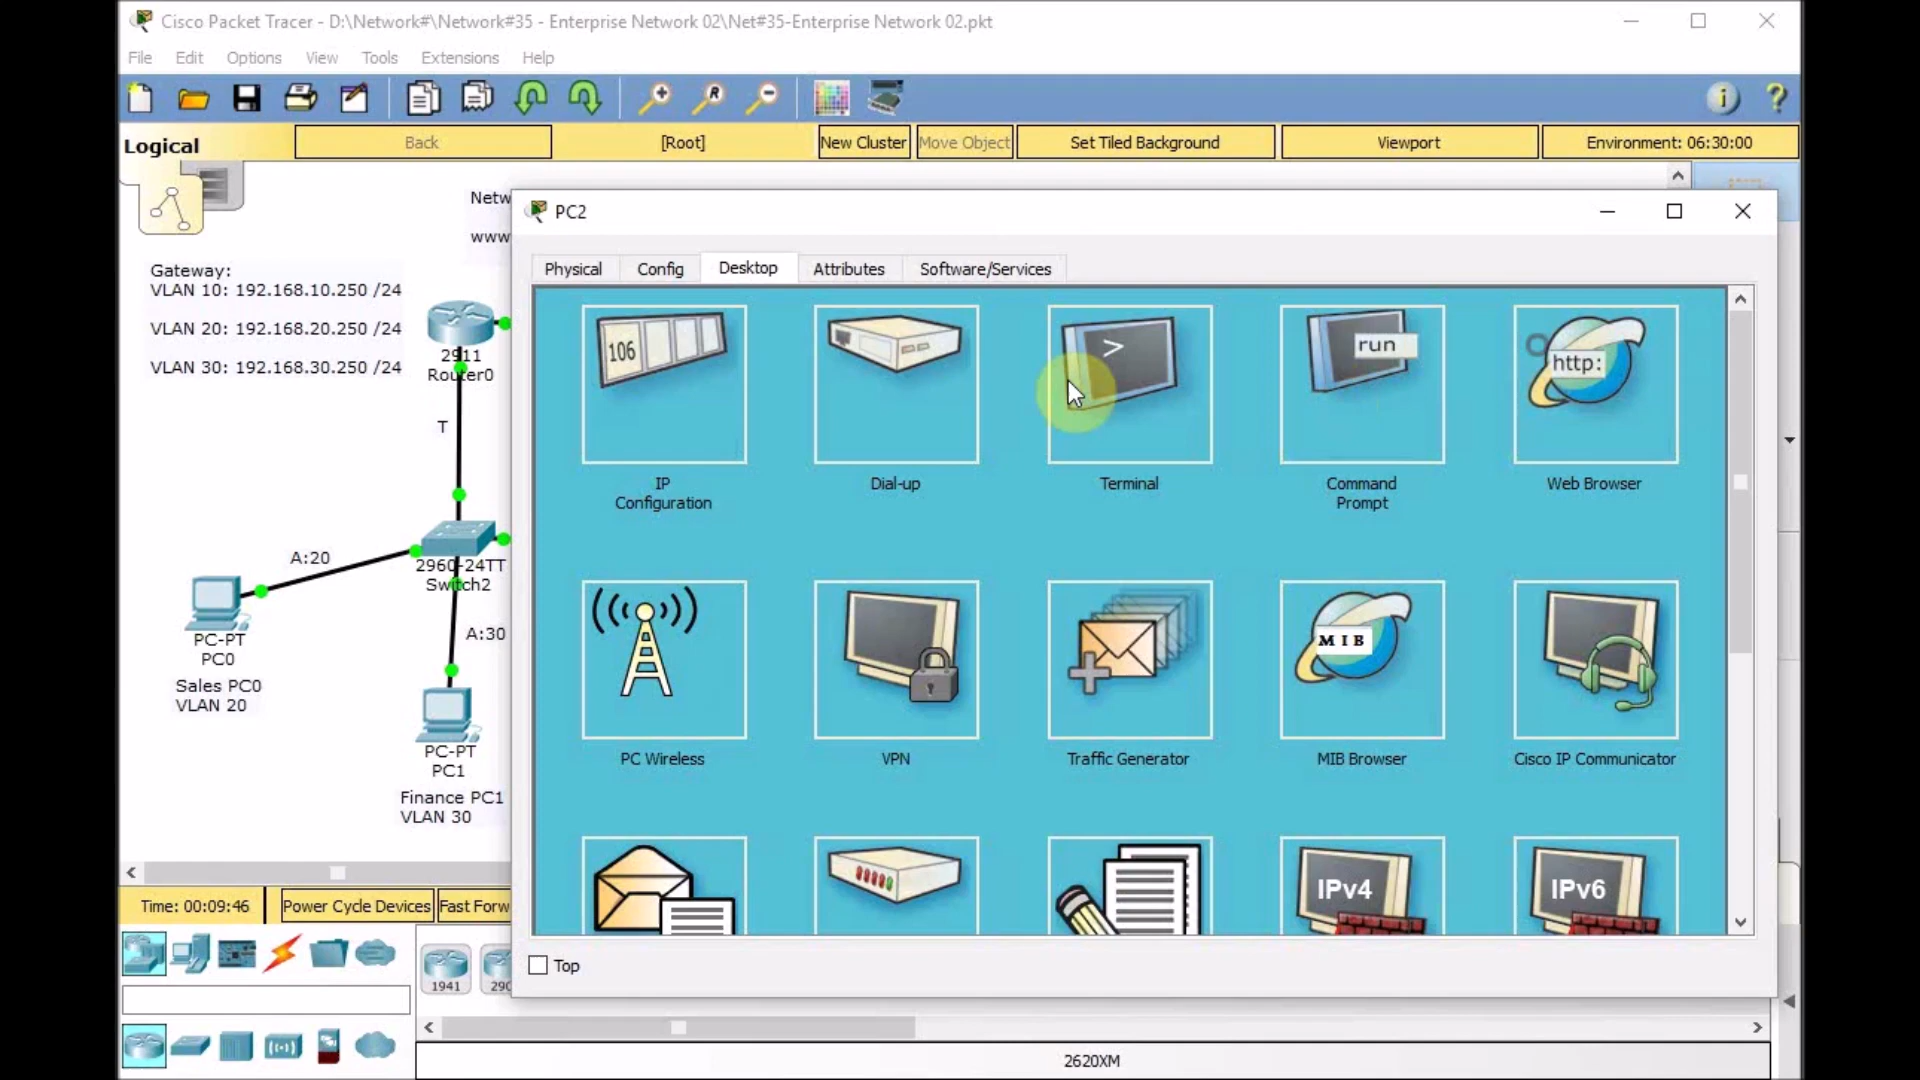 Cisco Packet Tracer - D:\Network#\Network#35 - Enterprise Network 02\Net#35-Enterprise Network 02.pkt
File Edit Options View Tools Extensions Help
R
i ?
Logical
Back
[Root]
New Cluster
Move Object
Set Tiled Background
Viewport
Environment: 06:30:00
Netw
www
Gateway:
VLAN 10: 192.168.10.250 /24
VLAN 20: 192.168.20.250 /24
VLAN 30: 192.168.30.250 /24
2911
Router0
T
A:20
2960-24TT
Switch2
A:30
PC-PT
PC0
Sales PC0
VLAN 20
PC-PT
PC1
Finance PC1
VLAN 30
PC2
Physical Config Desktop Attributes Software/Services
106
>
run
http:
IP
Configuration
Dial-up
Terminal
Command
Prompt
Web Browser
MIB
PC Wireless
VPN
Traffic Generator
MIB Browser
Cisco IP Communicator
IPv4
IPv6
Top
Time: 00:09:46
Power Cycle Devices
Fast Forw
1941
290
2620XM